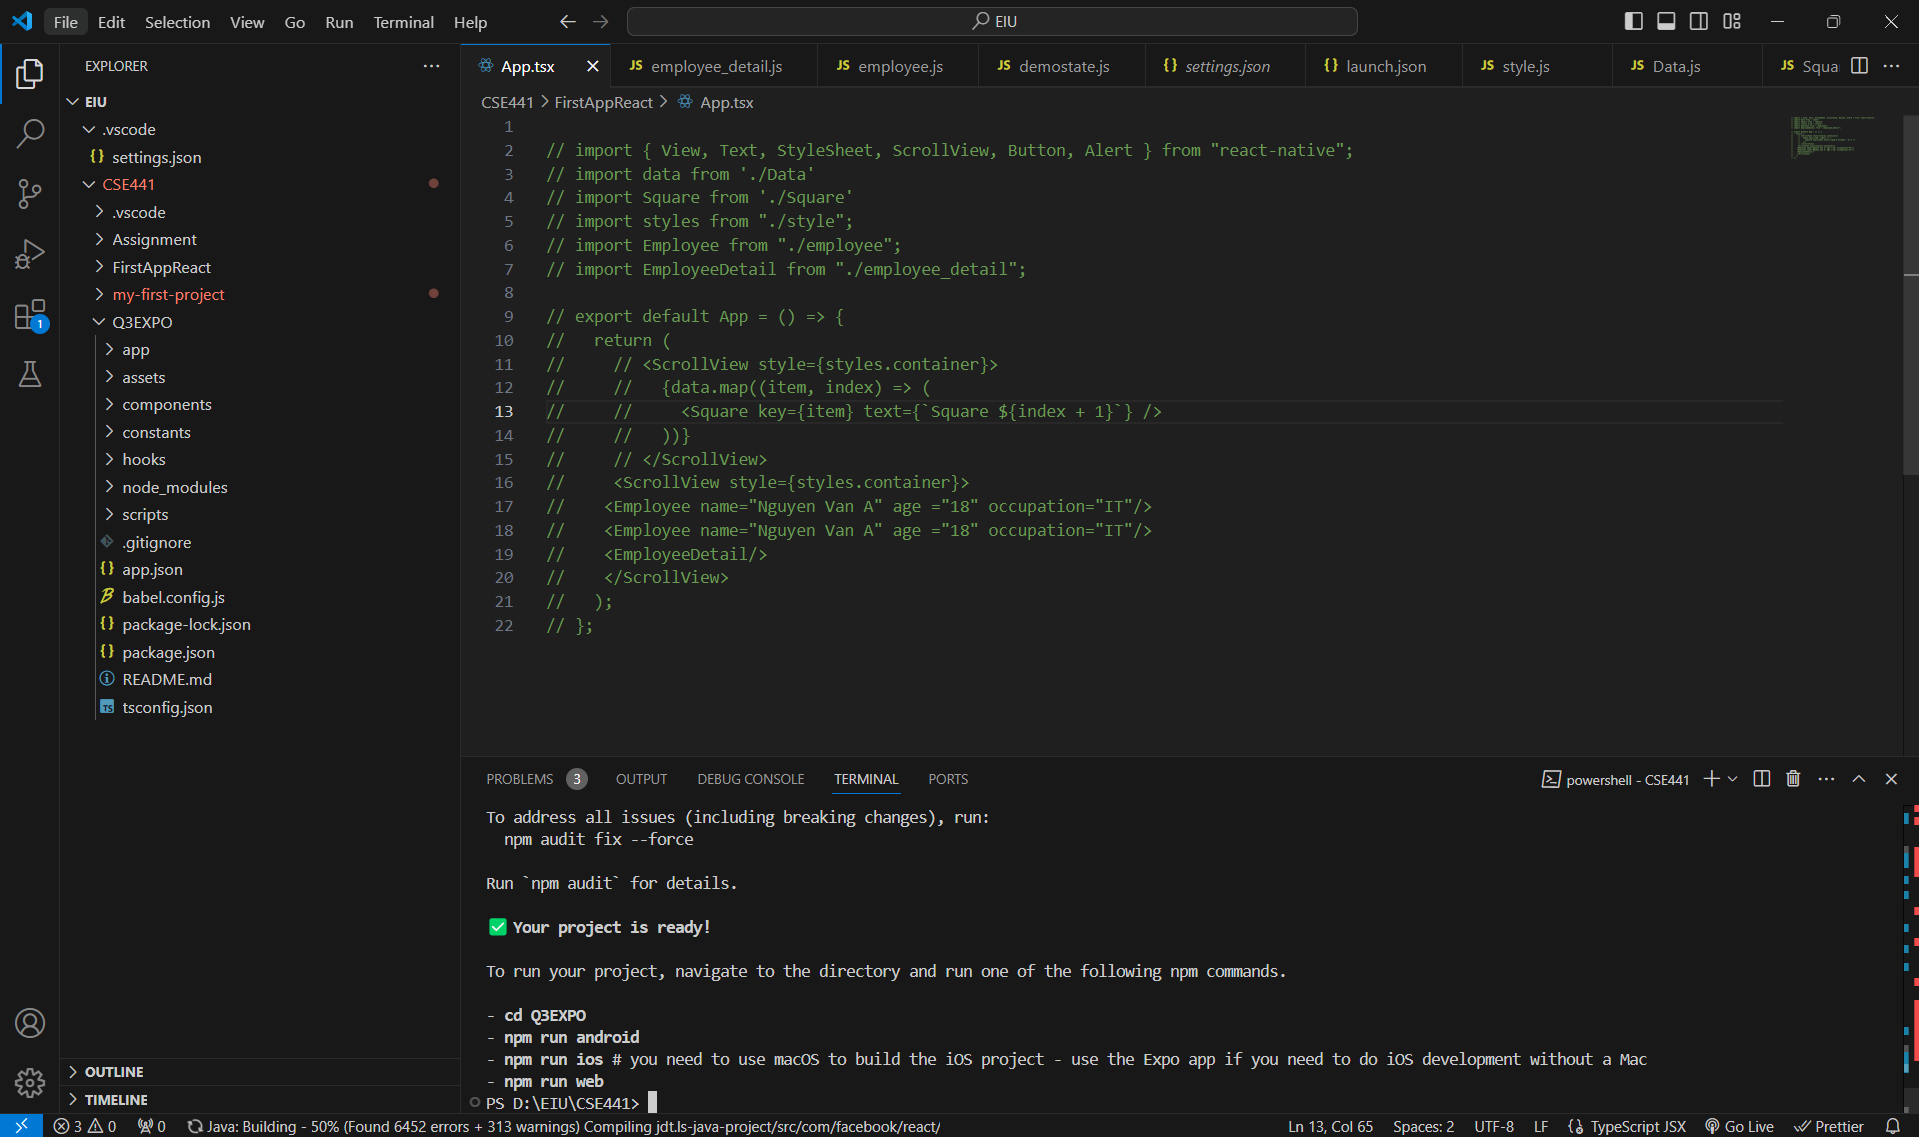 File Edit Selection View Go Run Terminal Help
EIU
EXPLORER
EIU
.vscode
{} settings.json
CSE441
.vscode
Assignment
FirstAppReact
my-first-project
Q3EXPO
app
assets
components
constants
hooks
node_modules
scripts
.gitignore
{} app.json
babel.config.js
{} package-lock.json
{} package.json
README.md
TS tsconfig.json
OUTLINE
TIMELINE
1
App.tsx
JS employee_detail.js
JS employee.js
JS demostate.js
{} settings.json
{} launch.json
JS style.js
JS Data.js
JS Squa
CSE441 > FirstAppReact > App.tsx
1
2 // import { View, Text, StyleSheet, ScrollView, Button, Alert } from "react-native";
3 // import data from './Data'
4 // import Square from './Square'
5 // import styles from "./style";
6 // import Employee from "./employee";
7 // import EmployeeDetail from "./employee_detail";
8
9 // export default App = () => {
10 //   return (
11 //     // <ScrollView style={styles.container}>
12 //     //   {data.map((item, index) => (
13 //     //     <Square key={item} text={`Square ${index + 1}`} />
14 //     //   ))}
15 //     // </ScrollView>
16 //     <ScrollView style={styles.container}>
17 //    <Employee name="Nguyen Van A" age ="18" occupation="IT"/>
18 //    <Employee name="Nguyen Van A" age ="18" occupation="IT"/>
19 //    <EmployeeDetail/>
20 //    </ScrollView>
21 //   );
22 // };
PROBLEMS 3 OUTPUT DEBUG CONSOLE TERMINAL PORTS
powershell - CSE441
To address all issues (including breaking changes), run:
npm audit fix --force
Run `npm audit` for details.
✅ Your project is ready!
To run your project, navigate to the directory and run one of the following npm commands.
- cd Q3EXPO
- npm run android
- npm run ios # you need to use macOS to build the iOS project - use the Expo app if you need to do iOS development without a Mac
- npm run web
PS D:\EIU\CSE441>
3 0 0 Java: Building - 50% (Found 6452 errors + 313 warnings) Compiling jdt.ls-java-project/src/com/facebook/react/
Ln 13, Col 65 Spaces: 2 UTF-8 LF TypeScript JSX Go Live Prettier